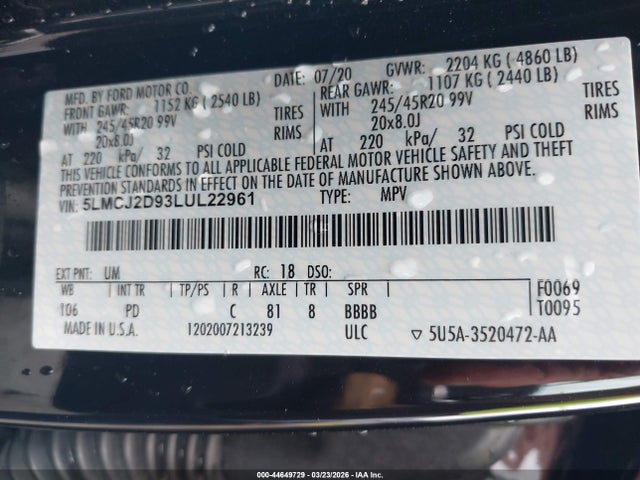 MFD. BY FORD MOTOR CO. DATE: 07/20 GVWR: 2204 KG ( 4860 LB)
FRONT GAWR: 1152 KG ( 2540 LB) REAR GAWR: 1107 KG ( 2440 LB)
WITH 245/45R20 99V TIRES WITH 245/45R20 99V TIRES
20x8.0J RIMS 20x8.0J RIMS
AT 220 kPa/ 32 PSI COLD AT 220 kPa/ 32 PSI COLD
THIS VEHICLE CONFORMS TO ALL APPLICABLE FEDERAL MOTOR VEHICLE SAFETY AND THEFT
PREVENTION STANDARDS IN EFFECT ON THE DATE OF MANUFACTURE SHOWN ABOVE.
VIN: 5LMCJ2D93LUL22961 TYPE: MPV
EXT PNT: UM RC: 18 DSO:
WB INT TR TP/PS R AXLE TR SPR F0069
106 PD C 81 8 BBBB T0095
MADE IN U.S.A. 1202007213239 ULC ▽ 5U5A-3520472-AA
000-44649729 - 03/23/2026 - IAA Corp.